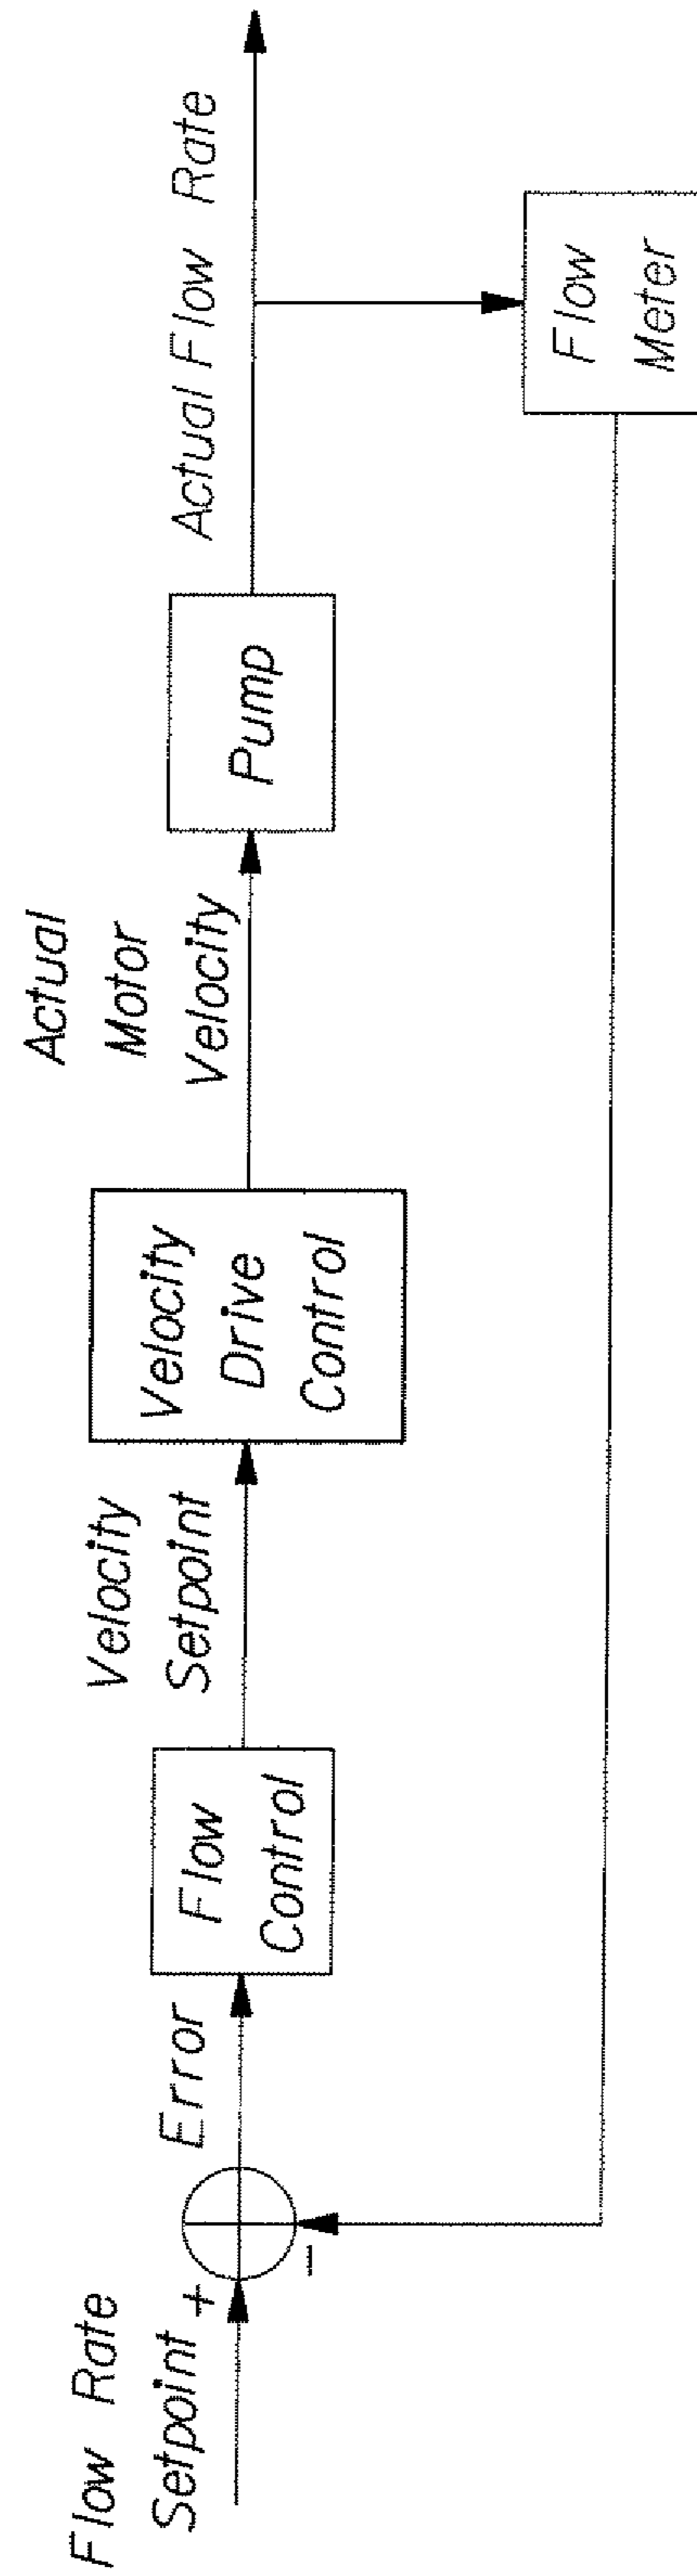 Flow Rate
Setpoint
+
−
Error
Flow
Control
Velocity
Setpoint
Velocity
Drive
Control
Actual
Motor
Velocity
Pump
Actual Flow Rate
Flow
Meter